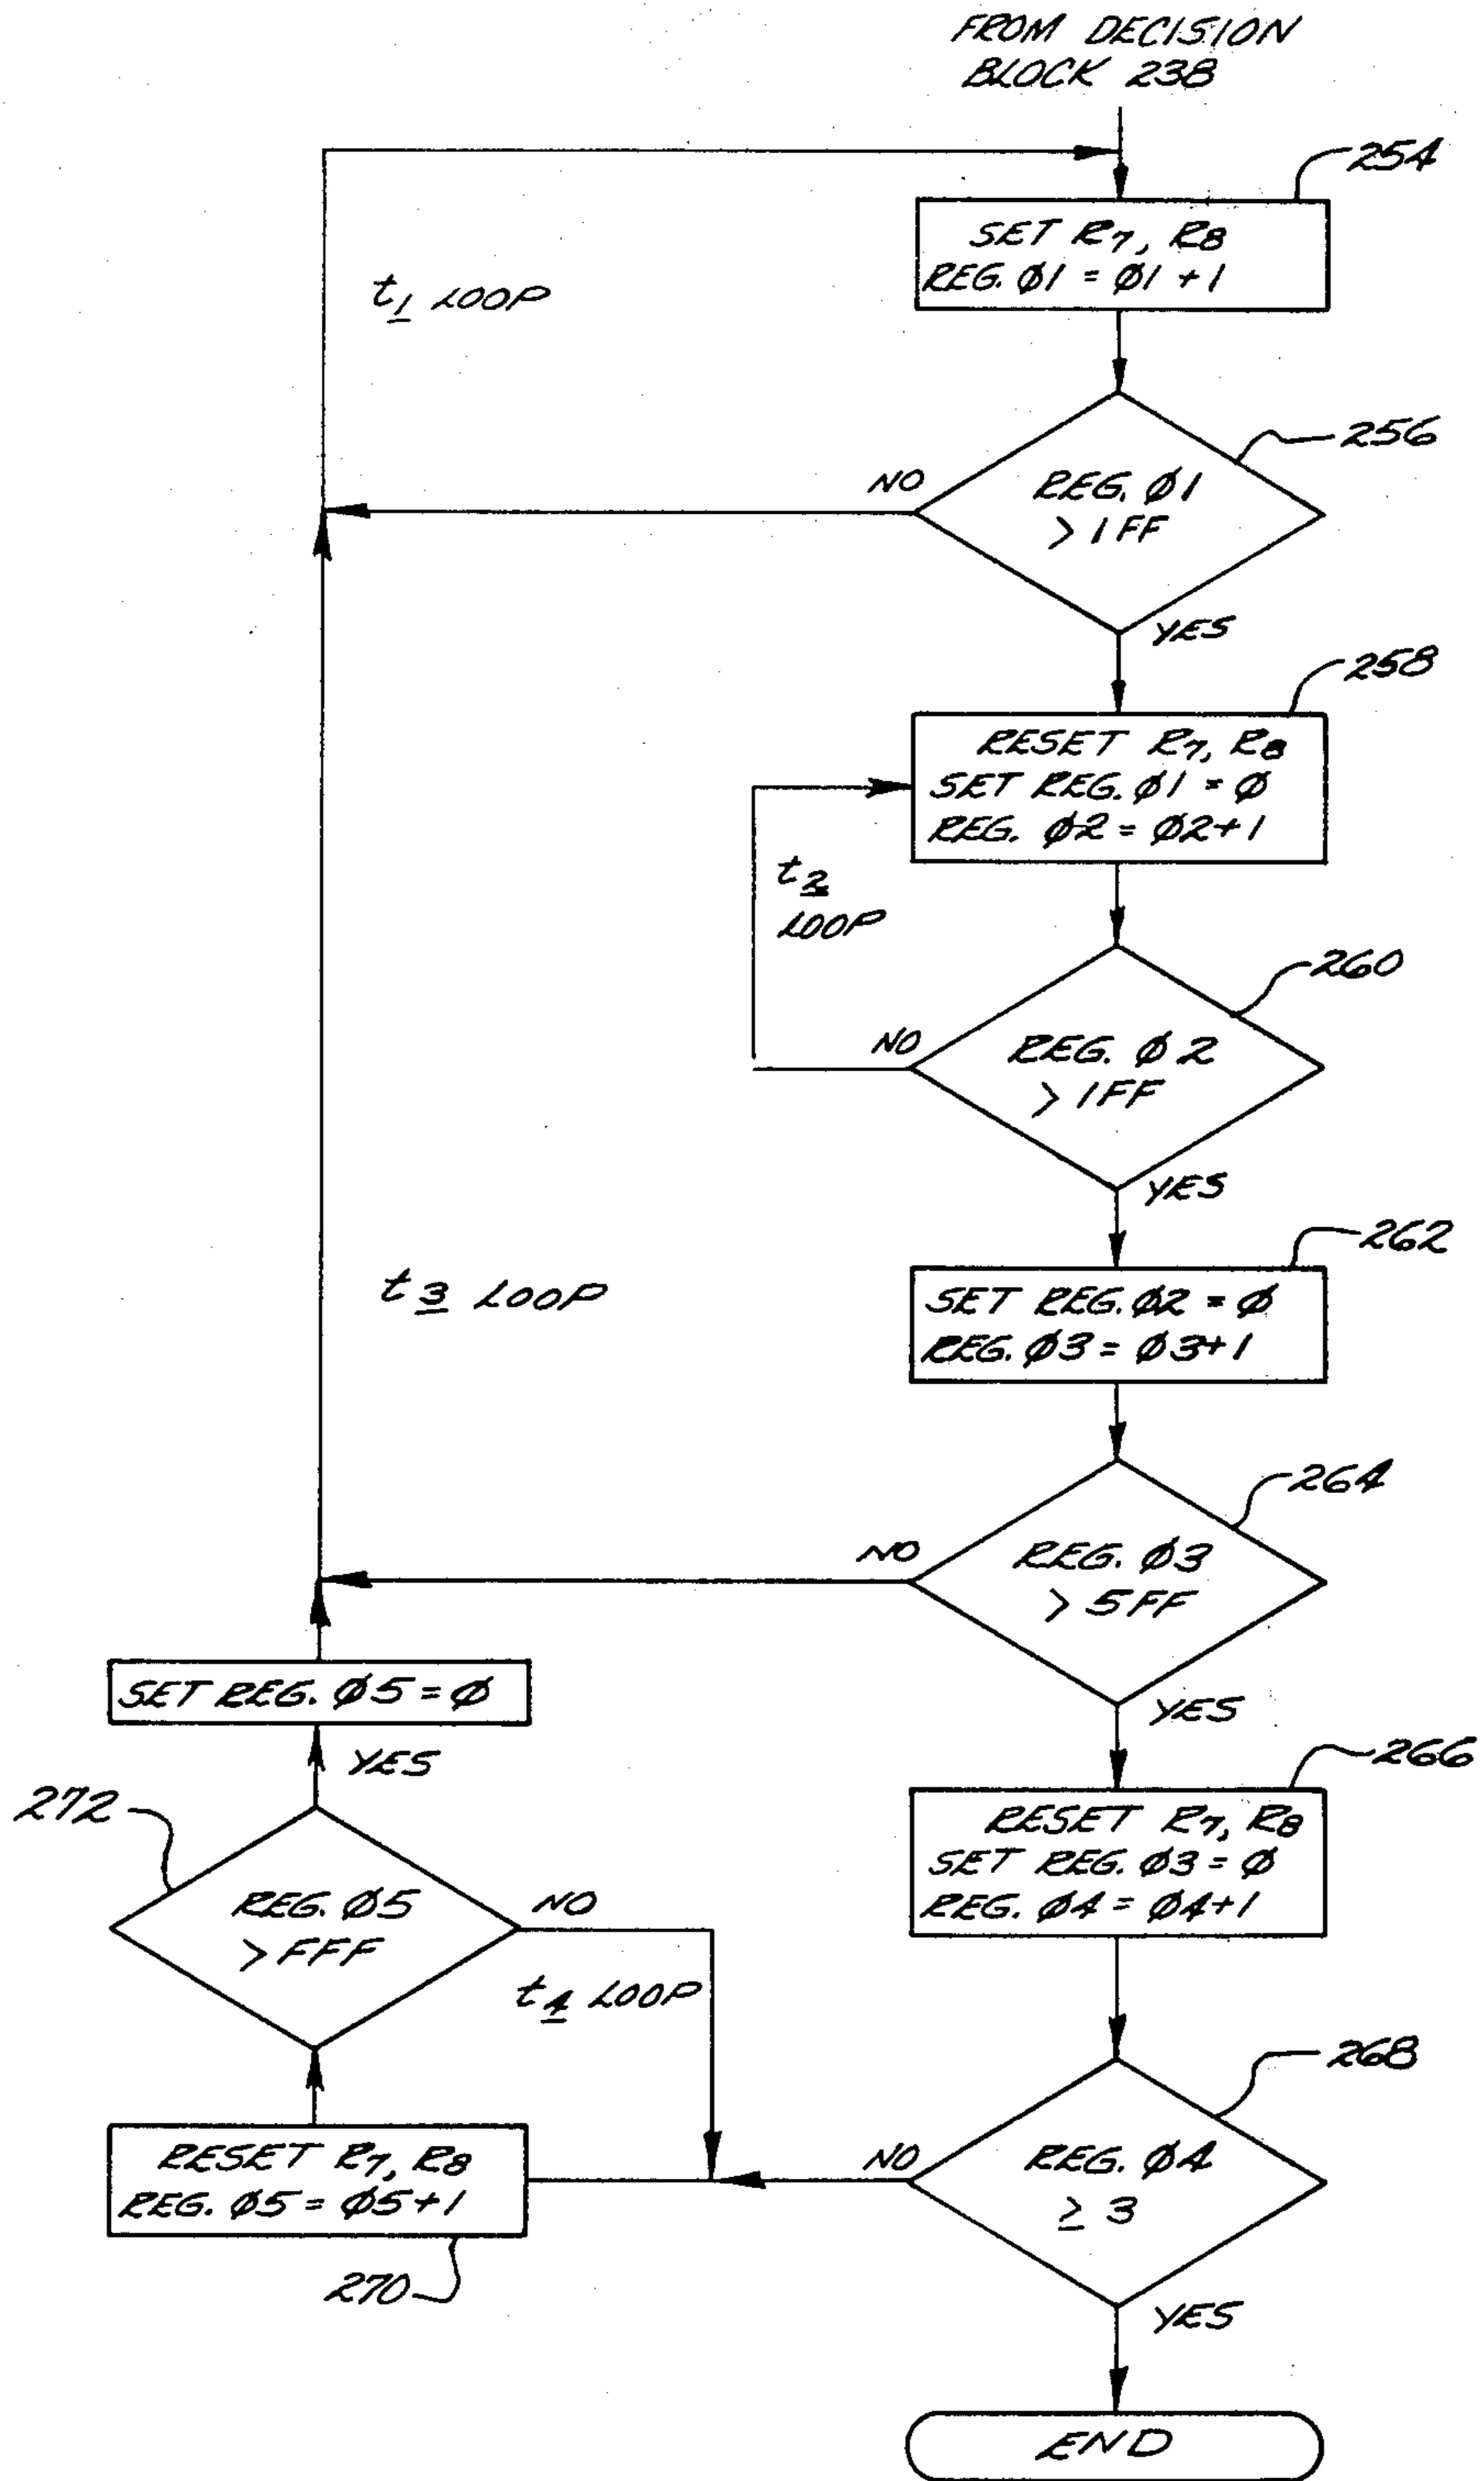 FROM DECISION
BLOCK 238
254
SET R7, R8
REG. Ø1 = Ø1 + 1
t1 LOOP
256
NO
REG. Ø1
> 1FF
YES
258
RESET R7, R8
SET REG. Ø1 = Ø
REG. Ø2 = Ø2+1
t2
LOOP
260
NO
REG. Ø2
> 1FF
YES
262
SET REG. Ø2 = Ø
REG. Ø3 = Ø3+1
t3 LOOP
264
NO
REG. Ø3
> 5FF
YES
SET REG. Ø5 = Ø
YES
266
RESET R7, R8
SET REG. Ø3 = Ø
REG. Ø4 = Ø4+1
272
REG. Ø5
> FFF
NO
t4 LOOP
268
NO
REG. Ø4
≥ 3
RESET R7, R8
REG. Ø5 = Ø5+1
270
YES
END